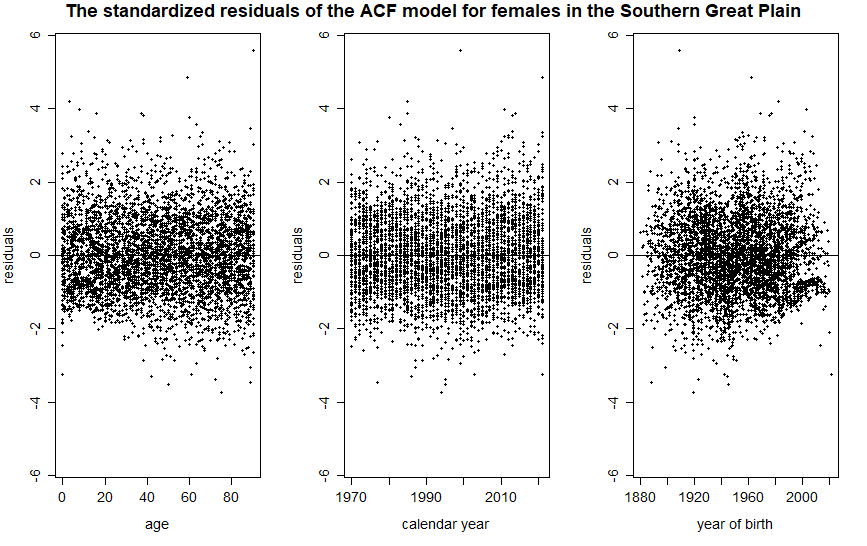 The standardized residuals of the ACF model for females in the Southern Great Plain
residuals
-6 -4 -2 0 2 4 6
0 20 40 60 80
age
residuals
-6 -4 -2 0 2 4 6
1970 1990 2010
calendar year
residuals
-6 -4 -2 0 2 4 6
1880 1920 1960 2000
year of birth